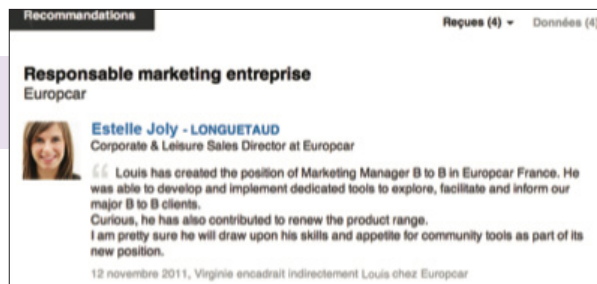 Recommandations
Reçues (4) Données (4)
Responsable marketing entreprise
Europcar
Estelle Joly - LONGUETAUD
Corporate & Leisure Sales Director at Europcar
“ Louis has created the position of Marketing Manager B to B in Europcar France. He
was able to develop and implement dedicated tools to explore, facilitate and inform our
major B to B clients.
Curious, he has also contributed to renew the product range.
I am pretty sure he will draw upon his skills and appetite for community tools as part of its
new position.
12 novembre 2011, Virginie encadrait indirectement Louis chez Europcar